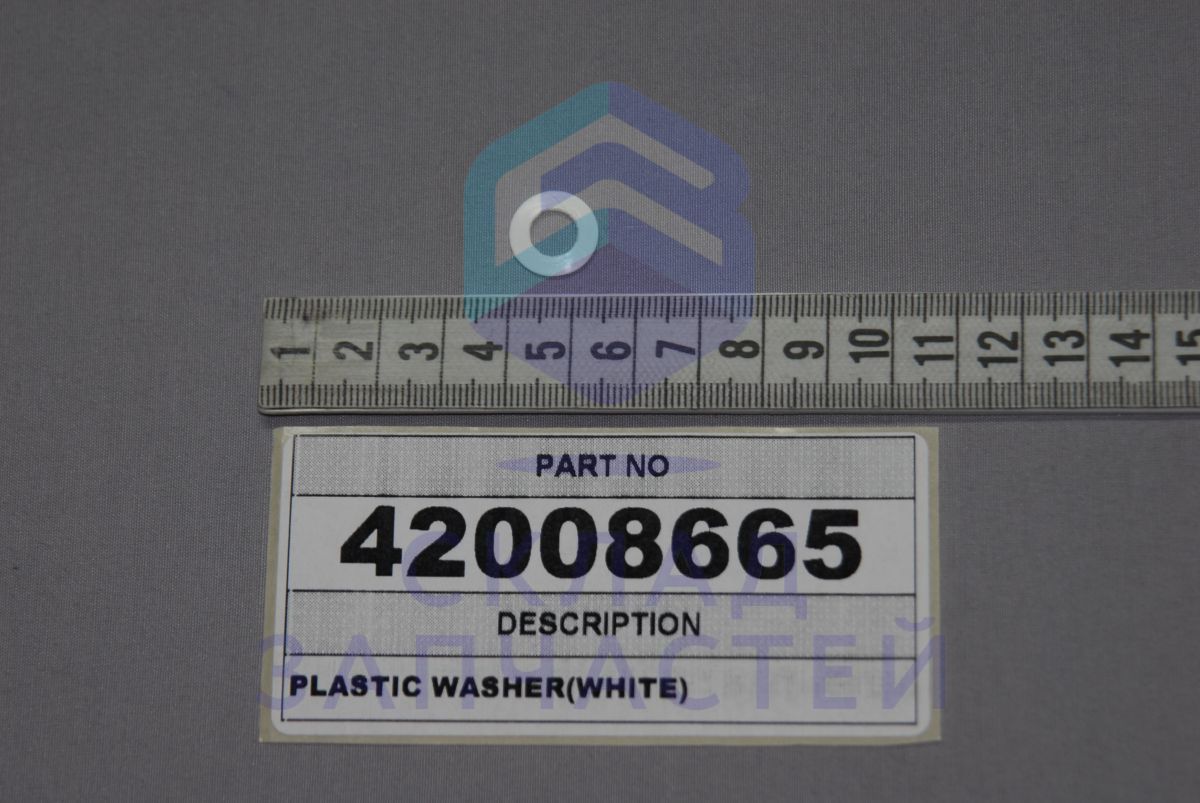 1 2 3 4 5 6 7 8 9 10 11 12 13 14 15
PART NO
42008665
DESCRIPTION
PLASTIC WASHER(WHITE)
СКЛАД
ЗАПЧАСТЕЙ